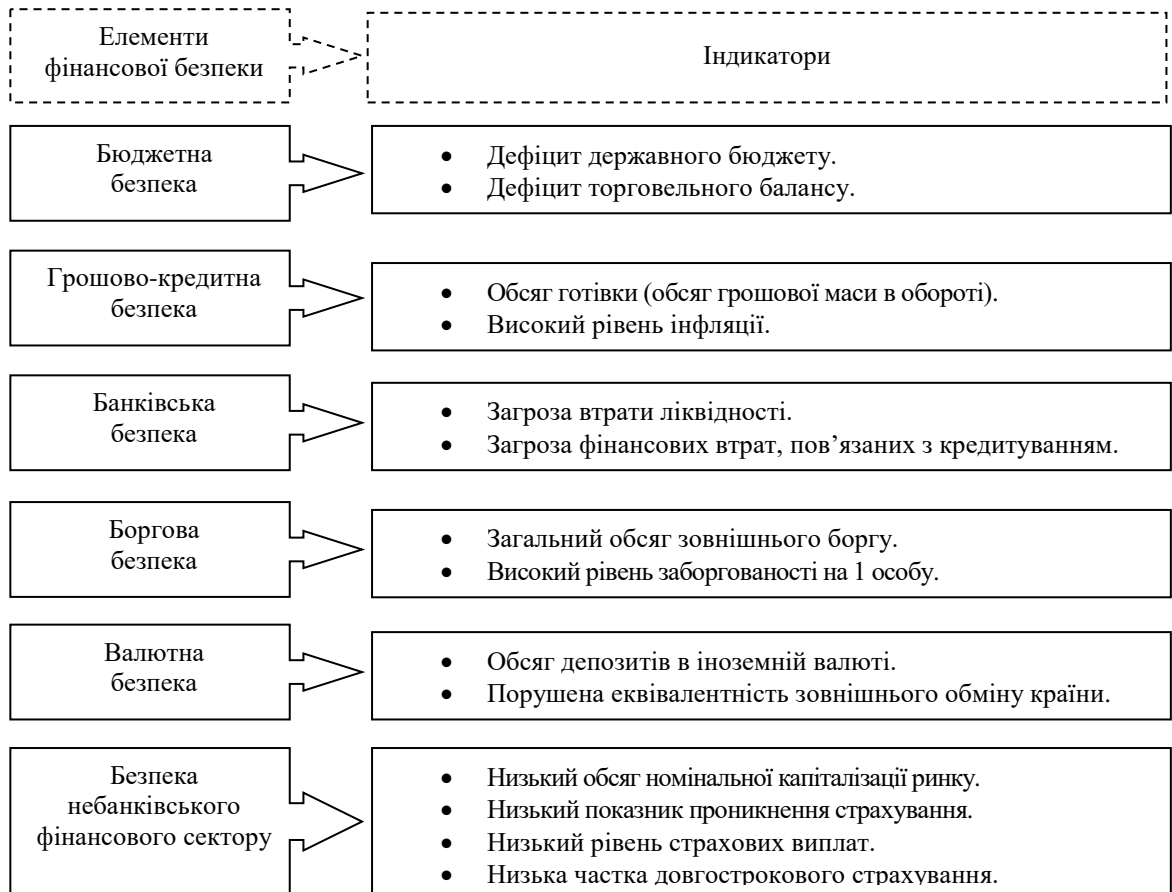 Елементи
фінансової безпеки
Індикатори
Бюджетна
безпека
• Дефіцит державного бюджету.
• Дефіцит торговельного балансу.
Грошово-кредитна
безпека
• Обсяг готівки (обсяг грошової маси в обороті).
• Високий рівень інфляції.
Банківська
безпека
• Загроза втрати ліквідності.
• Загроза фінансових втрат, пов’язаних з кредитуванням.
Боргова
безпека
• Загальний обсяг зовнішнього боргу.
• Високий рівень заборгованості на 1 особу.
Валютна
безпека
• Обсяг депозитів в іноземній валюті.
• Порушена еквівалентність зовнішнього обміну країни.
Безпека
небанківського
фінансового сектору
• Низький обсяг номінальної капіталізації ринку.
• Низький показник проникнення страхування.
• Низький рівень страхових виплат.
• Низька частка довгострокового страхування.